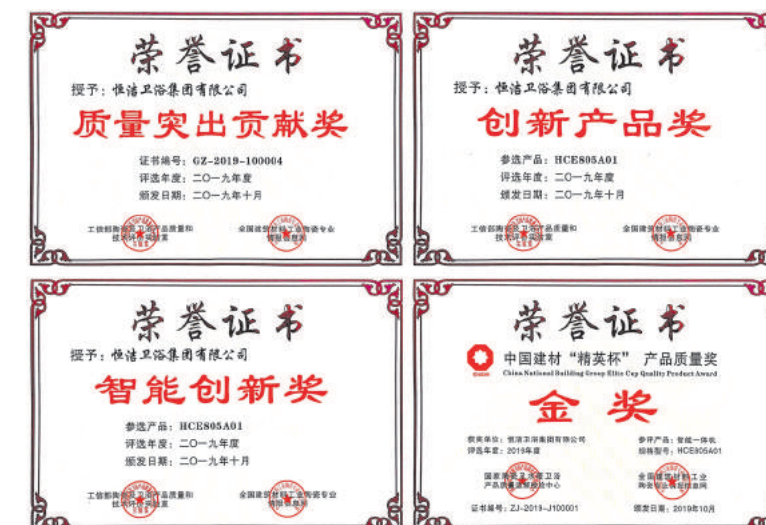 荣誉证书
授予：恒洁卫浴集团有限公司
质量突出贡献奖
证书编号：GZ-2019-100004
评选年度：二〇一九年度
颁发日期：二〇一九年十月
荣誉证书
授予：恒洁卫浴集团有限公司
创新产品奖
参选产品：HCE805A01
评选年度：二〇一九年度
颁发日期：二〇一九年十月
荣誉证书
授予：恒洁卫浴集团有限公司
智能创新奖
参选产品：HCE805A01
评选年度：二〇一九年度
颁发日期：二〇一九年十月
荣誉证书
中国建材“精英杯” 产品质量奖
China National Building Group Elite Cup Quality Product Award
金奖
获奖单位：恒洁卫浴集团有限公司
参评产品：智能一体机
评选年度：2019年度
规格型号：HCE805A01
证书编号：ZJ-2019-J100001
颁发日期：2019年10月